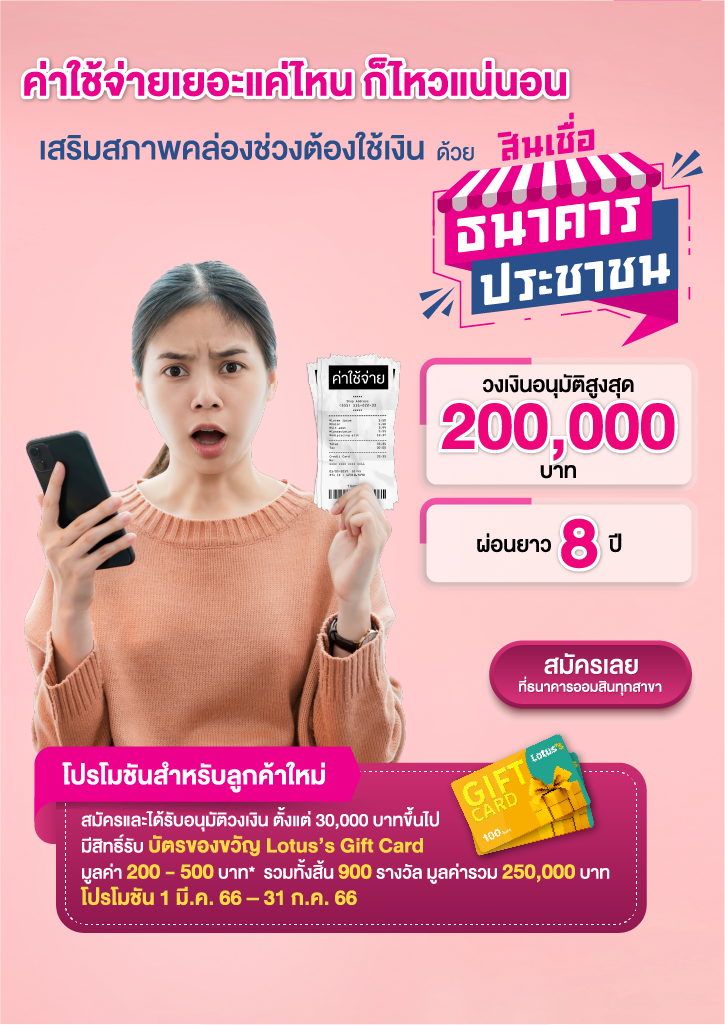 ค่าใช้จ่ายเยอะแค่ไหน ก็ไหวแน่นอน
เสริมสภาพคล่องช่วงต้องใช้เงิน ด้วย
สินเชื่อ
ธนาคาร
ประชาชน
ค่าใช้จ่าย
วงเงินอนุมัติสูงสุด
200,000
บาท
ผ่อนยาว 8 ปี
สมัครเลย
ที่ธนาคารออมสินทุกสาขา
โปรโมชันสำหรับลูกค้าใหม่
Lotus's
GIFT
CARD
100
สมัครและได้รับอนุมัติวงเงิน ตั้งแต่ 30,000 บาทขึ้นไป
มีสิทธิ์รับ บัตรของขวัญ Lotus's Gift Card
มูลค่า 200 - 500 บาท* รวมทั้งสิ้น 900 รางวัล มูลค่ารวม 250,000 บาท
โปรโมชัน 1 มี.ค. 66 – 31 ก.ค. 66